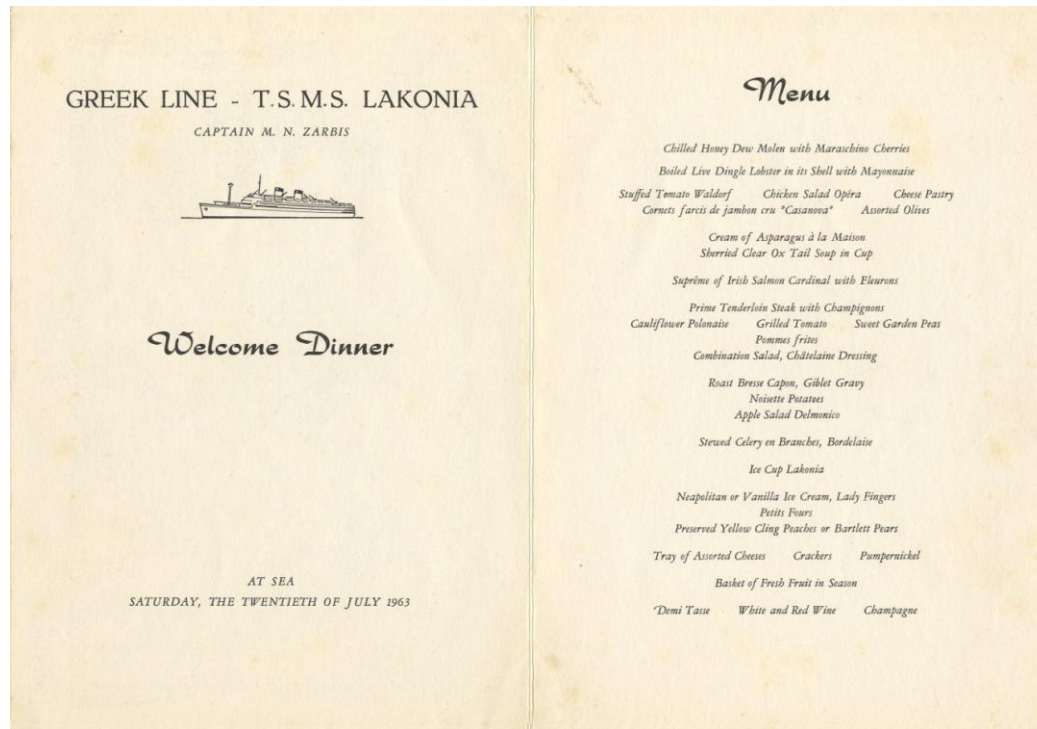 GREEK LINE - T.S.M.S. LAKONIA
CAPTAIN M. N. ZARBIS
Welcome Dinner
AT SEA
SATURDAY, THE TWENTIETH OF JULY 1963
Menu
Chilled Honey Dew Molen with Maraschino Cherries
Boiled Live Dingle Lobster in its Shell with Mayonnaise
Stuffed Tomato Waldorf Chicken Salad Opéra Cheese Pastry
Cornets farcis de jambon cru "Casanova" Assorted Olives
Cream of Asparagus à la Maison
Sherried Clear Ox Tail Soup in Cup
Suprême of Irish Salmon Cardinal with Fleurons
Prime Tenderloin Steak with Champignons
Cauliflower Polonaise Grilled Tomato Sweet Garden Peas
Pommes frites
Combination Salad, Châtelaine Dressing
Roast Bresse Capon, Giblet Gravy
Noisette Potatoes
Apple Salad Delmonico
Stewed Celery en Branches, Bordelaise
Ice Cup Lakonia
Neapolitan or Vanilla Ice Cream, Lady Fingers
Petits Fours
Preserved Yellow Cling Peaches or Bartlett Pears
Tray of Assorted Cheeses Crackers Pumpernickel
Basket of Fresh Fruit in Season
Demi Tasse White and Red Wine Champagne